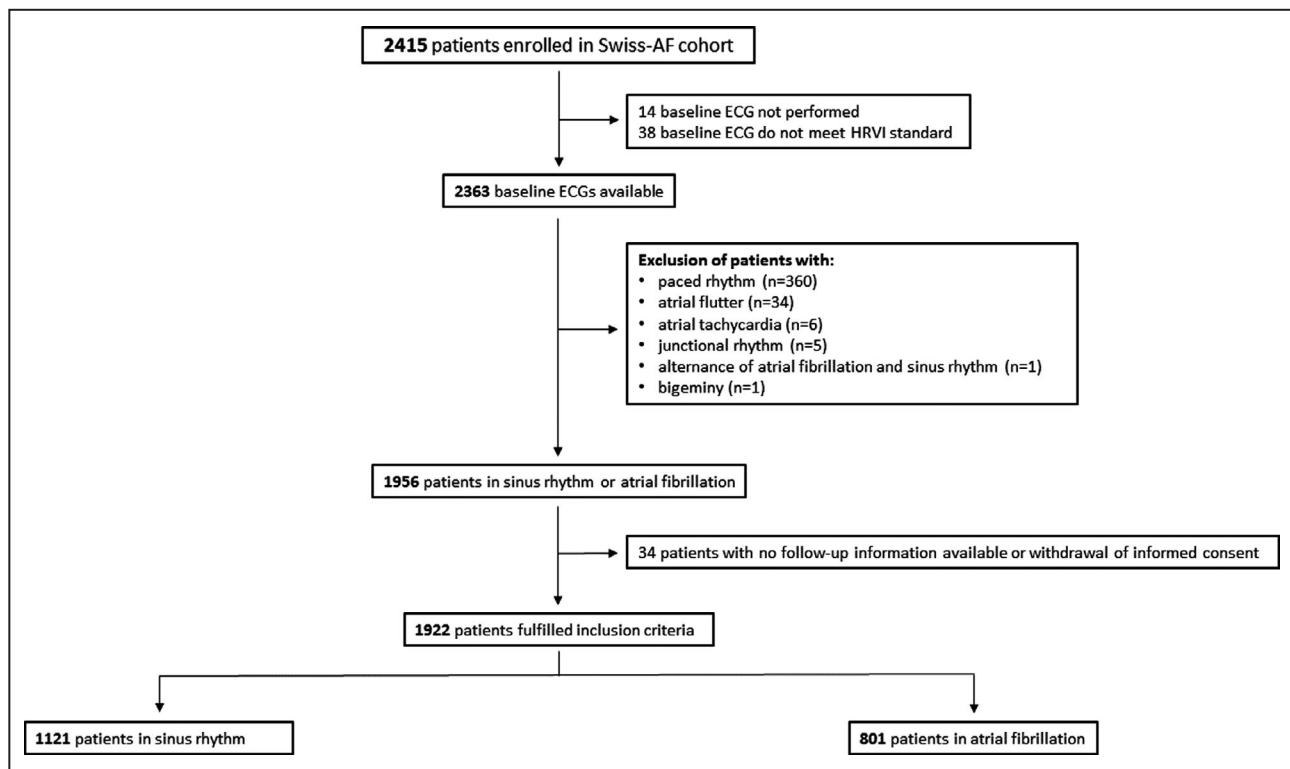 2415 patients enrolled in Swiss-AF cohort
14 baseline ECG not performed
38 baseline ECG do not meet HRVI standard
2363 baseline ECGs available
Exclusion of patients with:
• paced rhythm (n=360)
• atrial flutter (n=34)
• atrial tachycardia (n=6)
• junctional rhythm (n=5)
• alternance of atrial fibrillation and sinus rhythm (n=1)
• bigeminy (n=1)
1956 patients in sinus rhythm or atrial fibrillation
34 patients with no follow-up information available or withdrawal of informed consent
1922 patients fulfilled inclusion criteria
1121 patients in sinus rhythm
801 patients in atrial fibrillation